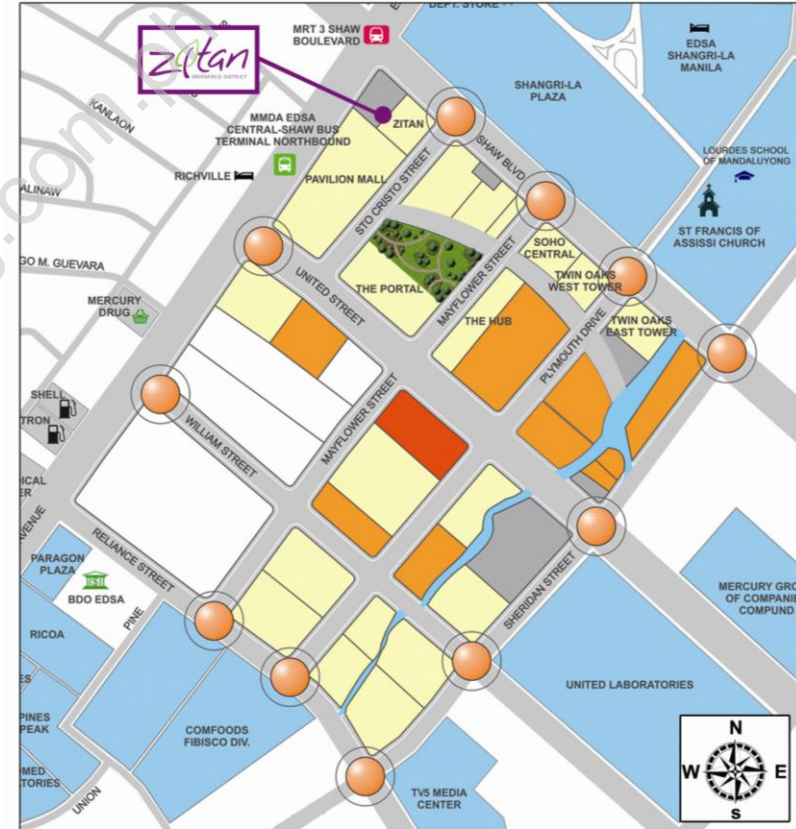 DEPT. STORE
MRT 3 SHAW
BOULEVARD
EDSA
SHANGRI-LA
MANILA
zitan
GREENFIELD DISTRICT
SHANGRI-LA
PLAZA
KANLAON
MMDA EDSA
CENTRAL-SHAW BUS
TERMINAL NORTHBOUND
ZITAN
SHAW BLVD
LOURDES SCHOOL
OF MANDALUYONG
RICHVILLE
PAVILION MALL
STO CRISTO STREET
ALINAW
ST FRANCIS OF
ASSISSI CHURCH
SOHO
CENTRAL
GO M. GUEVARA
UNITED STREET
THE PORTAL
MAYFLOWER STREET
TWIN OAKS
WEST TOWER
MERCURY
DRUG
THE HUB
PLYMOUTH DRIVE
TWIN OAKS
EAST TOWER
SHELL
TRON
WILLIAM STREET
MAYFLOWER STREET
ICAL
ER
AVENUE
RELIANCE STREET
PARAGON
PLAZA
BDO EDSA
PINE
SHERIDAN STREET
MERCURY GRO
OF COMPANIE
COMPUND
RICOA
UNITED LABORATORIES
ES
PINES
PEAK
COMFOODS
FIBISCO DIV.
OMED
TORIES
UNION
TV5 MEDIA
CENTER
N
W E
S
.com.ph